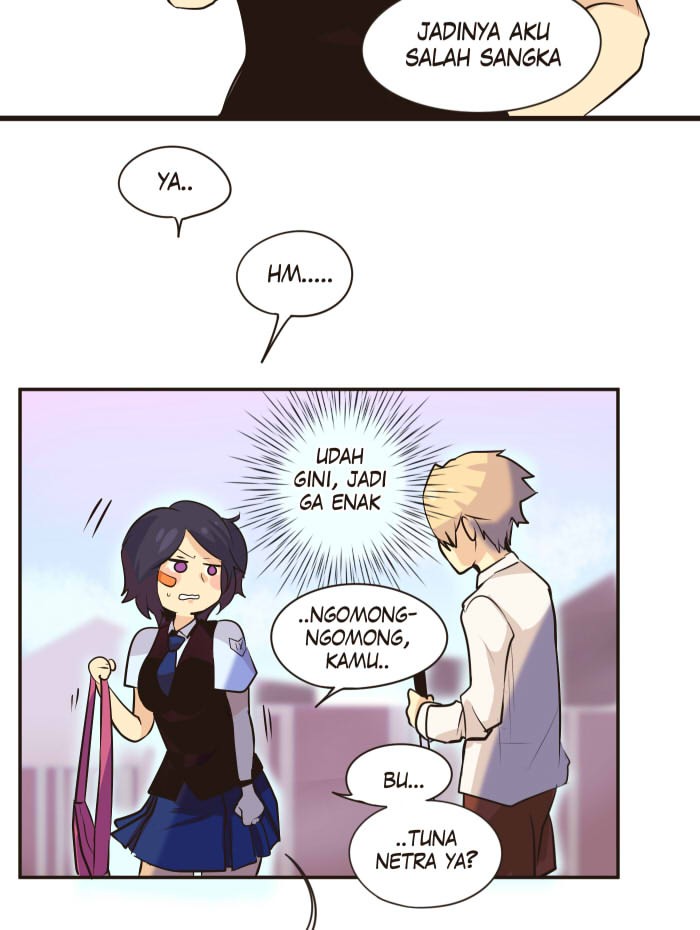 JADINYA AKU
SALAH SANGKA
YA..
HM.....
UDAH
GINI, JADI
GA ENAK
..NGOMONG-
NGOMONG,
KAMU..
BU...
..TUNA
NETRA YA?